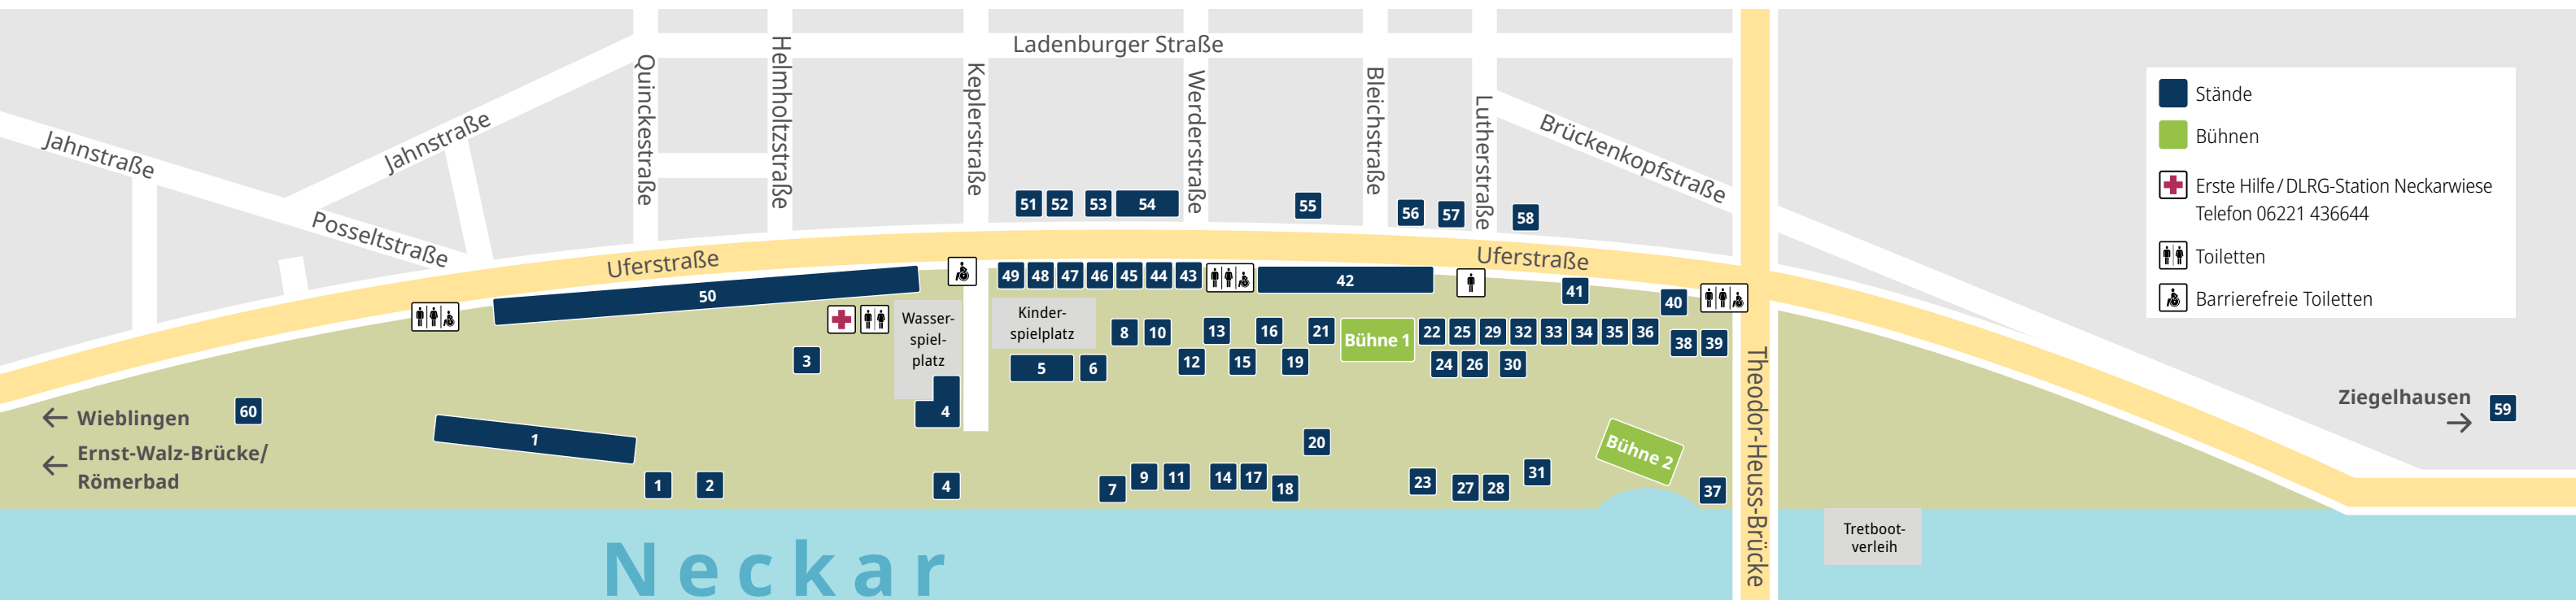 Ladenburger Straße
Jahnstraße
Jahnstraße
Posseltstraße
Quinckestraße
Helmholtzstraße
Keplerstraße
Werderstraße
Bleichstraße
Lutherstraße
Brückenkopfstraße
Stände
Bühnen
Erste Hilfe / DLRG-Station Neckarwiese
Telefon 06221 436644
Toiletten
Barrierefreie Toiletten
51 52 53 54 55 56 57 58
Uferstraße
Uferstraße
50
49 48 47 46 45 44 43 42 41 40
Wasser-
spiel-
platz
Kinder-
spielplatz
8 10 13 16 21
Bühne 1
22 25 29 32 33 34 35 36 38 39
3 5 6 12 15 19 24 26 30
Theodor-Heuss-Brücke
← Wieblingen
60
← Ernst-Walz-Brücke/
Römerbad
1
4
20
Bühne 2
Ziegelhausen
→
59
1 2 4 7 9 11 14 17 18 23 27 28 31 37
Tretboot-
verleih
Neckar